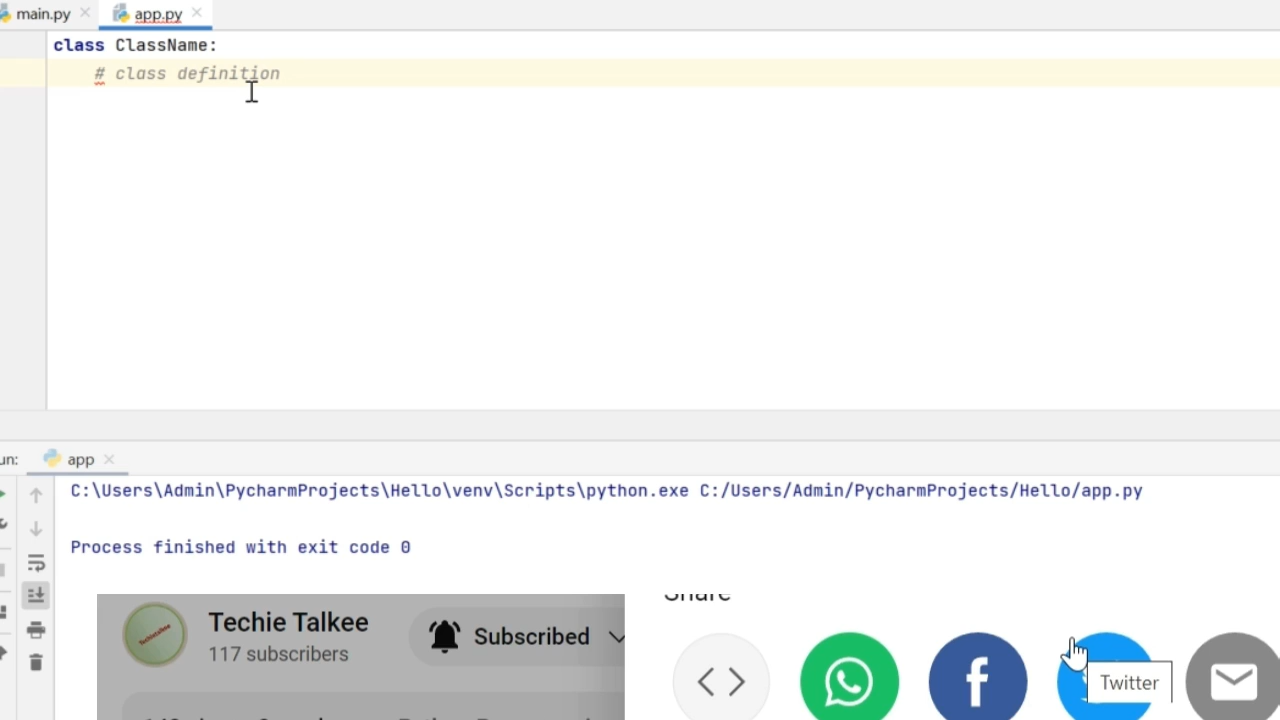 main.py
app.py
class ClassName:
# class definition
un:
app
C:\Users\Admin\PycharmProjects\Hello\venv\Scripts\python.exe C:/Users/Admin/PycharmProjects/Hello/app.py
Process finished with exit code 0
Techie Talkee
117 subscribers
Subscribed
Share
Twitter